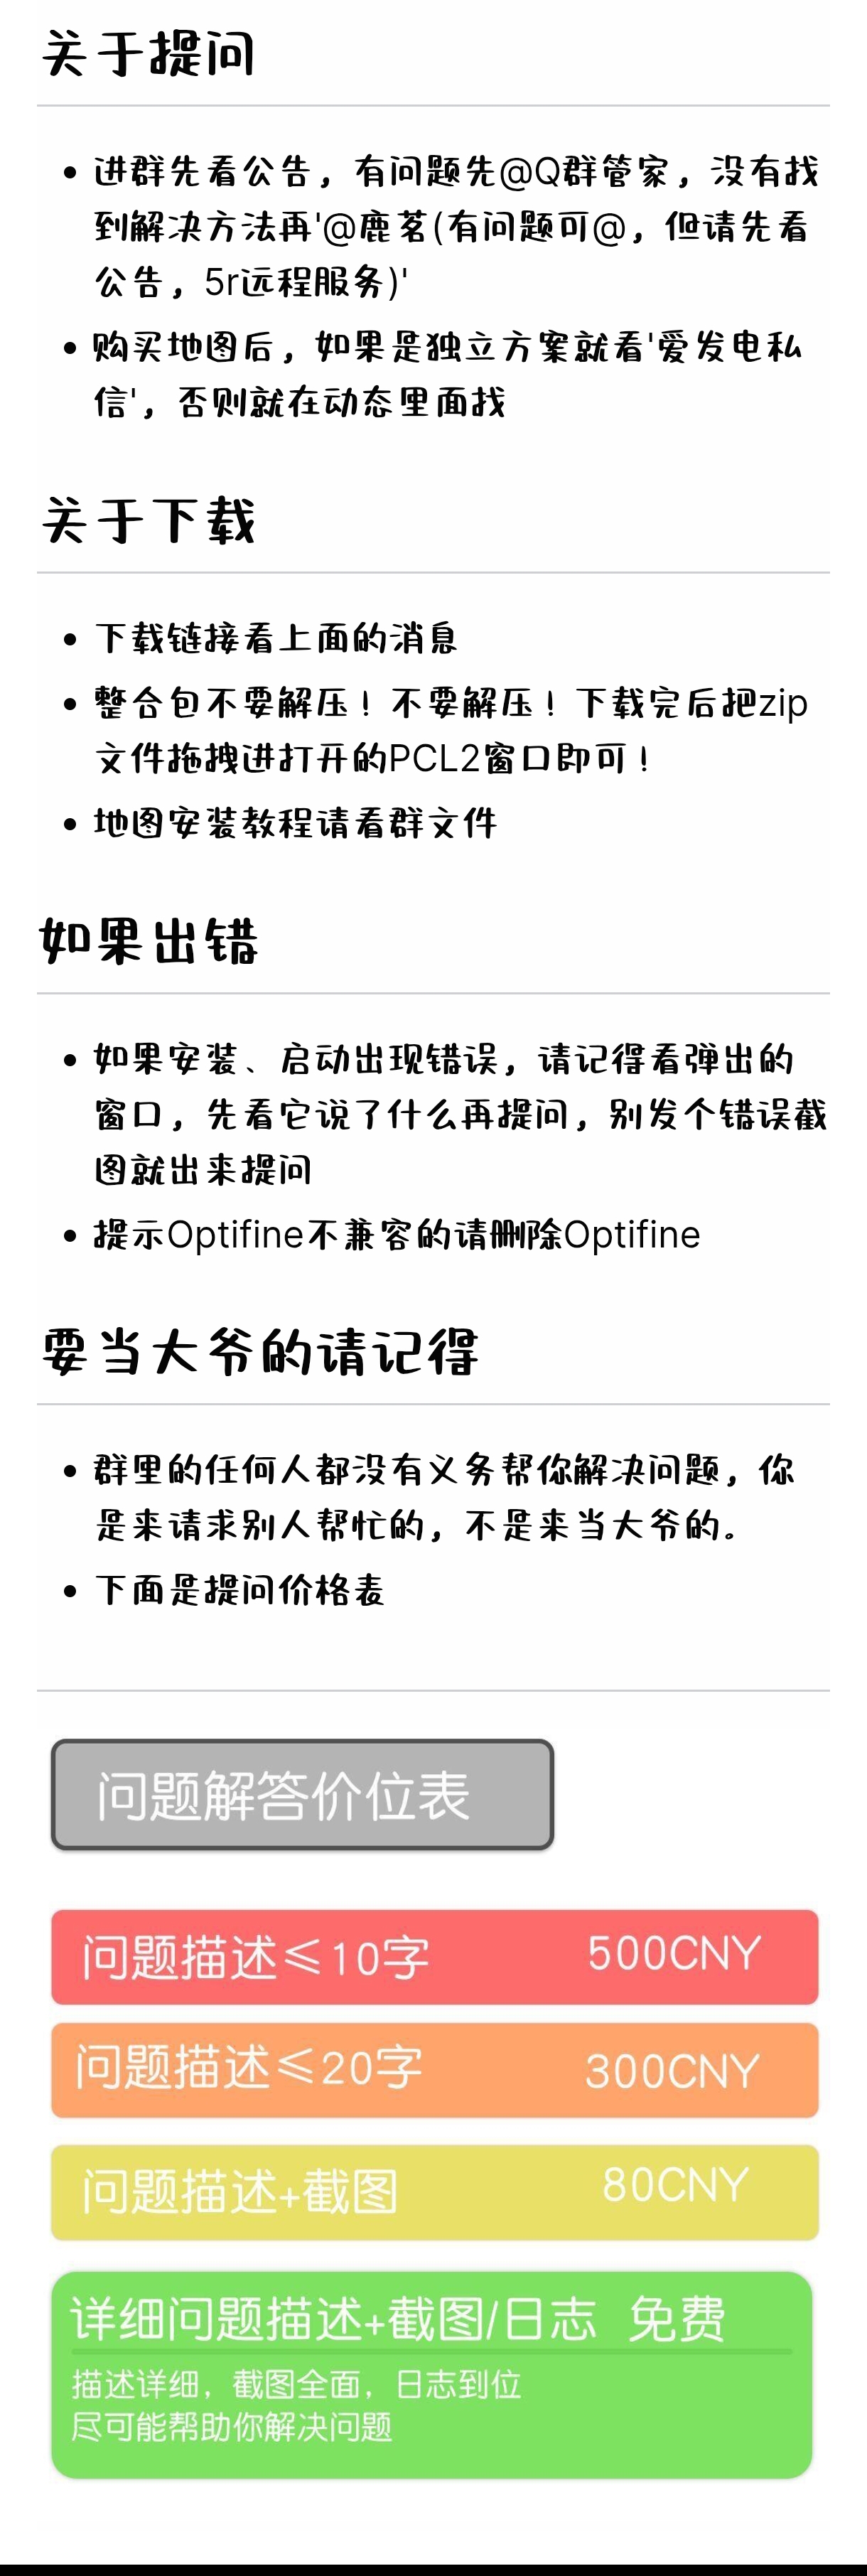 关于提问
进群先看公告，有问题先@Q群管家，没有找
到解决方法再'@鹿茗(有问题可@，但请先看
公告，5r远程服务)'
购买地图后，如果是独立方案就看'爱发电私
信'，否则就在动态里面找
关于下载
下载链接看上面的消息
整合包不要解压！不要解压！下载完后把zip
文件拖拽进打开的PCL2窗口即可！
地图安装教程请看群文件
如果出错
如果安装、启动出现错误，请记得看弹出的
窗口，先看它说了什么再提问，别发个错误截
图就出来提问
提示Optifine不兼容的请删除Optifine
要当大爷的请记得
群里的任何人都没有义务帮你解决问题，你
是来请求别人帮忙的，不是来当大爷的。
下面是提问价格表
问题解答价位表
问题描述≤10字 500CNY
问题描述≤20字 300CNY
问题描述+截图 80CNY
详细问题描述+截图/日志 免费
描述详细，截图全面，日志到位
尽可能帮助你解决问题